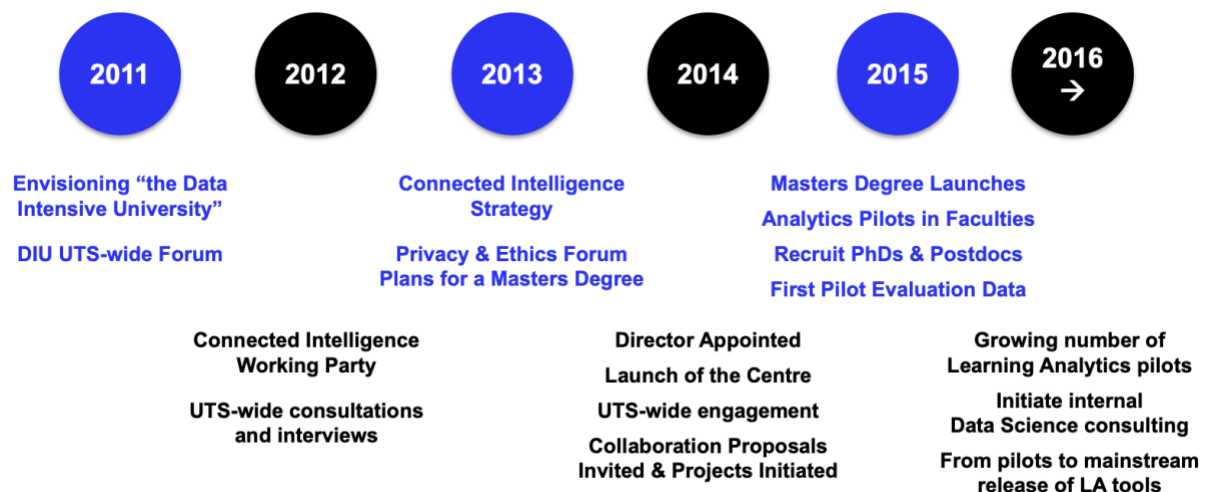 2011
2012
2013
2014
2015
2016
→
Envisioning “the Data
Intensive University”
DIU UTS-wide Forum
Connected Intelligence
Strategy
Privacy & Ethics Forum
Plans for a Masters Degree
Masters Degree Launches
Analytics Pilots in Faculties
Recruit PhDs & Postdocs
First Pilot Evaluation Data
Connected Intelligence
Working Party
UTS-wide consultations
and interviews
Director Appointed
Launch of the Centre
UTS-wide engagement
Collaboration Proposals
Invited & Projects Initiated
Growing number of
Learning Analytics pilots
Initiate internal
Data Science consulting
From pilots to mainstream
release of LA tools